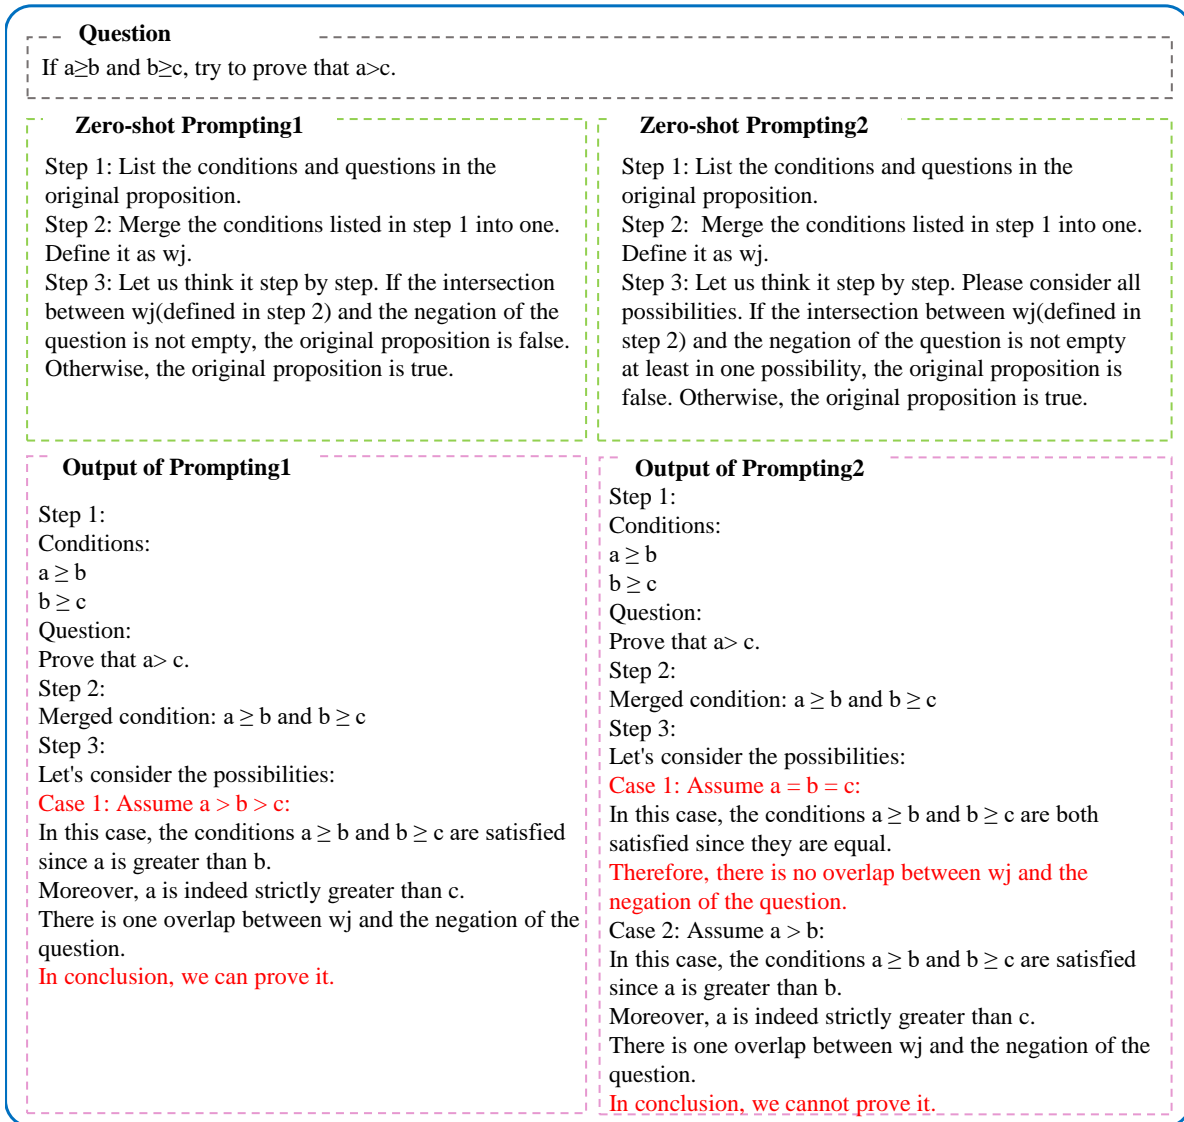 Question
If a≥b and b≥c, try to prove that a>c.
Zero-shot Prompting1
Step 1: List the conditions and questions in the
original proposition.
Step 2: Merge the conditions listed in step 1 into one.
Define it as wj.
Step 3: Let us think it step by step. If the intersection
between wj(defined in step 2) and the negation of the
question is not empty, the original proposition is false.
Otherwise, the original proposition is true.
Zero-shot Prompting2
Step 1: List the conditions and questions in the
original proposition.
Step 2:  Merge the conditions listed in step 1 into one.
Define it as wj.
Step 3: Let us think it step by step. Please consider all
possibilities. If the intersection between wj(defined in
step 2) and the negation of the question is not empty
at least in one possibility, the original proposition is
false. Otherwise, the original proposition is true.
Output of Prompting1
Step 1:
Conditions:
a ≥ b
b ≥ c
Question:
Prove that a> c.
Step 2:
Merged condition: a ≥ b and b ≥ c
Step 3:
Let's consider the possibilities:
Case 1: Assume a > b > c:
In this case, the conditions a ≥ b and b ≥ c are satisfied
since a is greater than b.
Moreover, a is indeed strictly greater than c.
There is one overlap between wj and the negation of the
question.
In conclusion, we can prove it.
Output of Prompting2
Step 1:
Conditions:
a ≥ b
b ≥ c
Question:
Prove that a> c.
Step 2:
Merged condition: a ≥ b and b ≥ c
Step 3:
Let's consider the possibilities:
Case 1: Assume a = b = c:
In this case, the conditions a ≥ b and b ≥ c are both
satisfied since they are equal.
Therefore, there is no overlap between wj and the
negation of the question.
Case 2: Assume a > b:
In this case, the conditions a ≥ b and b ≥ c are satisfied
since a is greater than b.
Moreover, a is indeed strictly greater than c.
There is one overlap between wj and the negation of the
question.
In conclusion, we cannot prove it.